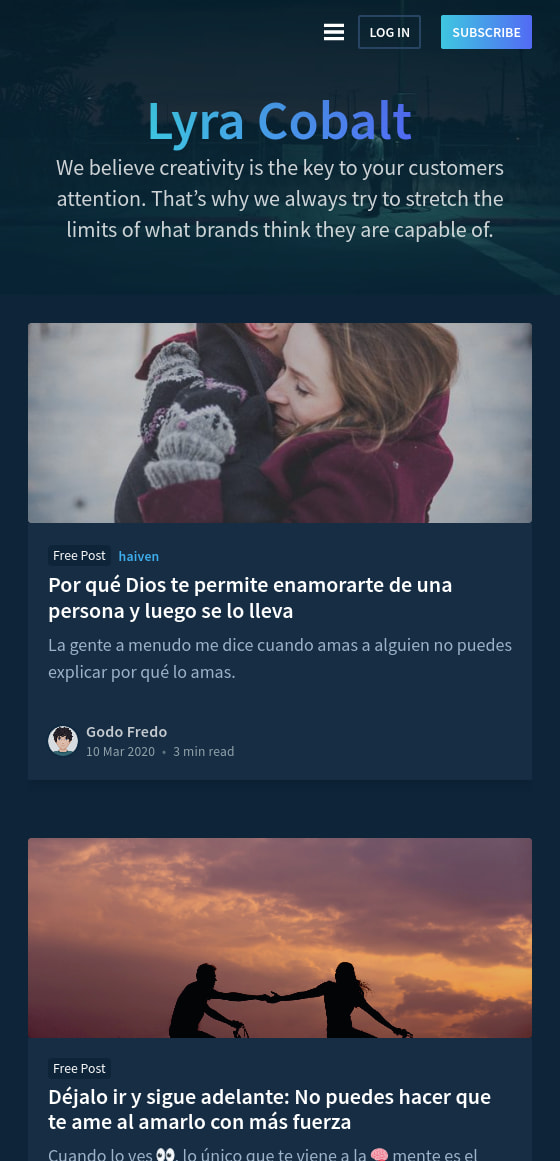 LOG IN
SUBSCRIBE
Lyra Cobalt
We believe creativity is the key to your customers
attention. That’s why we always try to stretch the
limits of what brands think they are capable of.
Free Post haiven
Por qué Dios te permite enamorarte de una
persona y luego se lo lleva
La gente a menudo me dice cuando amas a alguien no puedes
explicar por qué lo amas.
Godo Fredo
10 Mar 2020 • 3 min read
Free Post
Déjalo ir y sigue adelante: No puedes hacer que
te ame al amarlo con más fuerza
Cuando lo ves 👀, lo único que te viene a la 🧠 mente es el